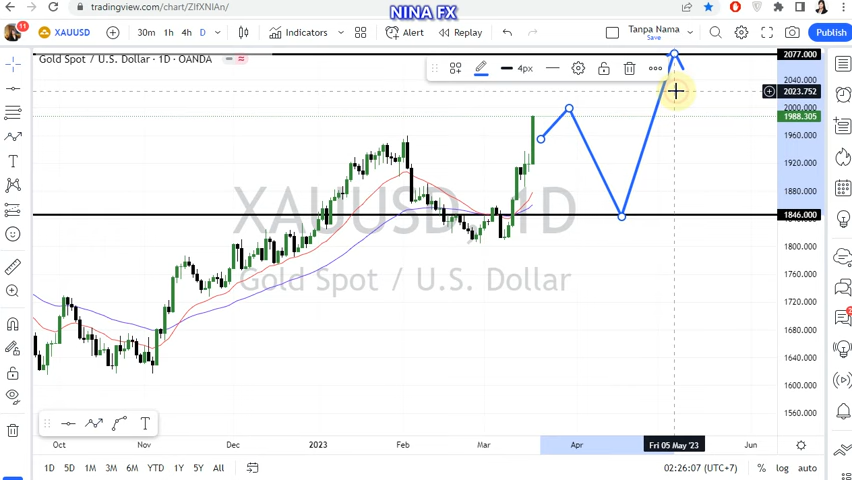 NINA FX
tradingview.com/chart/ZIfXNIAn/
11
XAUUSD
30m 1h 4h D
Indicators
Alert
Replay
Tanpa Nama
Save
Publish
Gold Spot / U.S. Dollar · 1D · OANDA
4px
XAUUSD, 1D
Gold Spot / U.S. Dollar
2077.000
2040.000
2023.752
2000.000
1988.305
1960.000
1920.000
1880.000
1846.000
1800.000
1760.000
1720.000
1680.000
1640.000
1600.000
1560.000
Oct Nov Dec 2023 Feb Mar Apr Fri 05 May '23 Jun
1D 5D 1M 3M 6M YTD 1Y 5Y All
02:26:07 (UTC+7)
% log auto